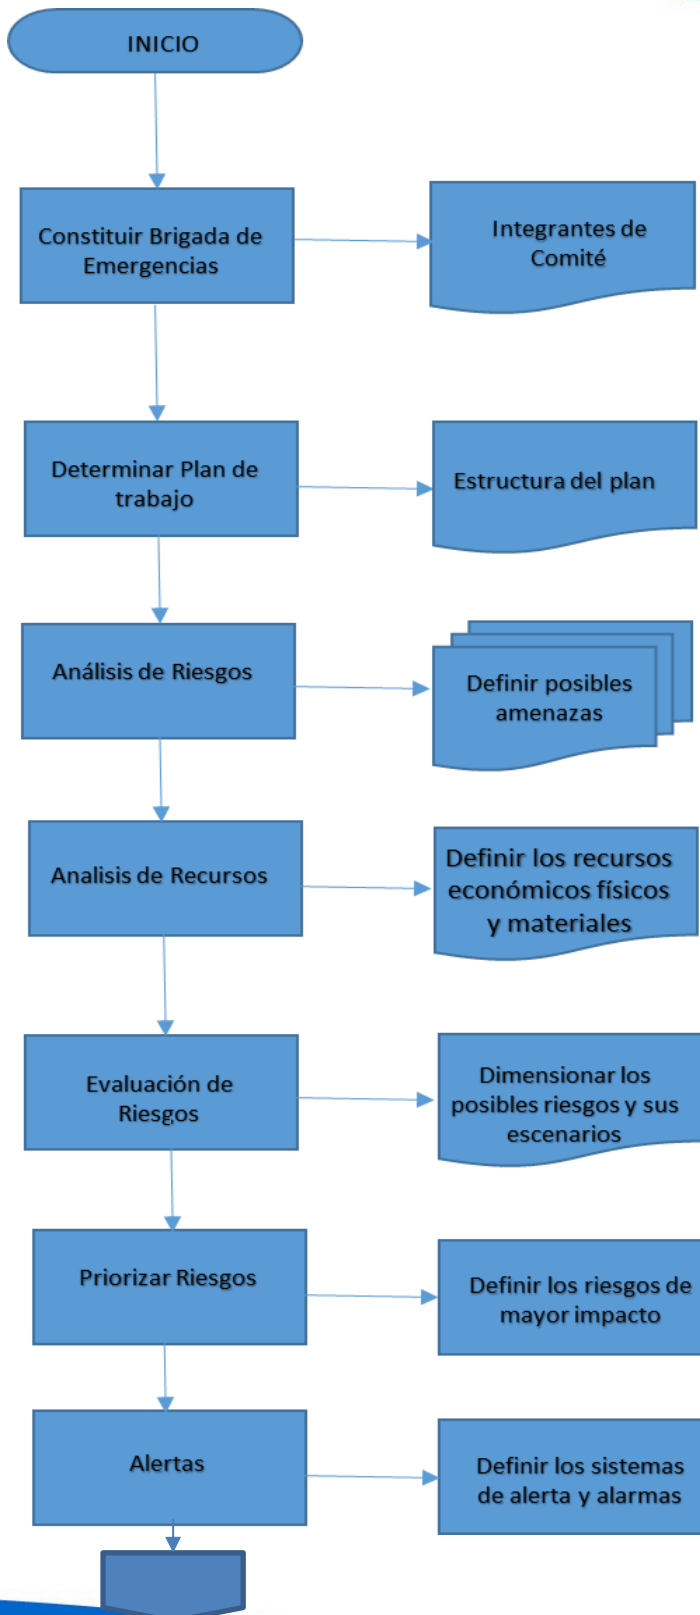 INICIO
Constituir Brigada de
Emergencias
Integrantes de
Comité
Determinar Plan de
trabajo
Estructura del plan
Análisis de Riesgos
Definir posibles
amenazas
Analisis de Recursos
Definir los recursos
económicos físicos
y materiales
Evaluación de
Riesgos
Dimensionar los
posibles riesgos y sus
escenarios
Priorizar Riesgos
Definir los riesgos de
mayor impacto
Alertas
Definir los sistemas
de alerta y alarmas